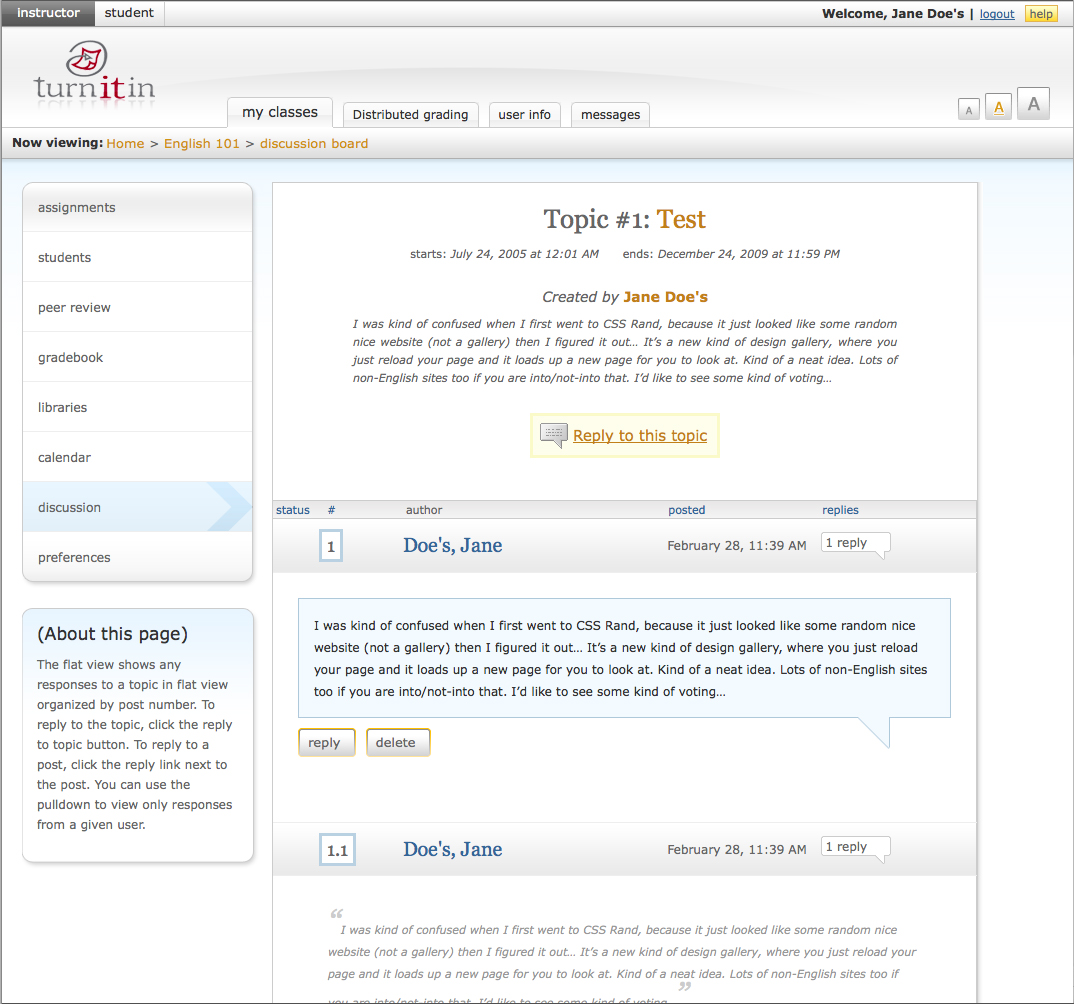 instructor student Welcome, Jane Doe's | logout help
turnitin
my classes Distributed grading user info messages A A A
Now viewing: Home > English 101 > discussion board
assignments
students
peer review
gradebook
libraries
calendar
discussion
preferences
(About this page)
The flat view shows any
responses to a topic in flat view
organized by post number. To
reply to the topic, click the reply
to topic button. To reply to a
post, click the reply link next to
the post. You can use the
pulldown to view only responses
from a given user.
Topic #1: Test
starts: July 24, 2005 at 12:01 AM ends: December 24, 2009 at 11:59 PM
Created by Jane Doe's
I was kind of confused when I first went to CSS Rand, because it just looked like some random
nice website (not a gallery) then I figured it out… It’s a new kind of design gallery, where you
just reload your page and it loads up a new page for you to look at. Kind of a neat idea. Lots of
non-English sites too if you are into/not-into that. I’d like to see some kind of voting…
Reply to this topic
status # author posted replies
1 Doe's, Jane February 28, 11:39 AM 1 reply
I was kind of confused when I first went to CSS Rand, because it just looked like some random nice
website (not a gallery) then I figured it out… It’s a new kind of design gallery, where you just reload
your page and it loads up a new page for you to look at. Kind of a neat idea. Lots of non-English sites
too if you are into/not-into that. I’d like to see some kind of voting…
reply delete
1.1 Doe's, Jane February 28, 11:39 AM 1 reply
“ I was kind of confused when I first went to CSS Rand, because it just looked like some random nice
website (not a gallery) then I figured it out… It’s a new kind of design gallery, where you just reload your
page and it loads up a new page for you to look at. Kind of a neat idea. Lots of non-English sites too if
you are into/not-into that. I’d like to see some kind of voting… ”